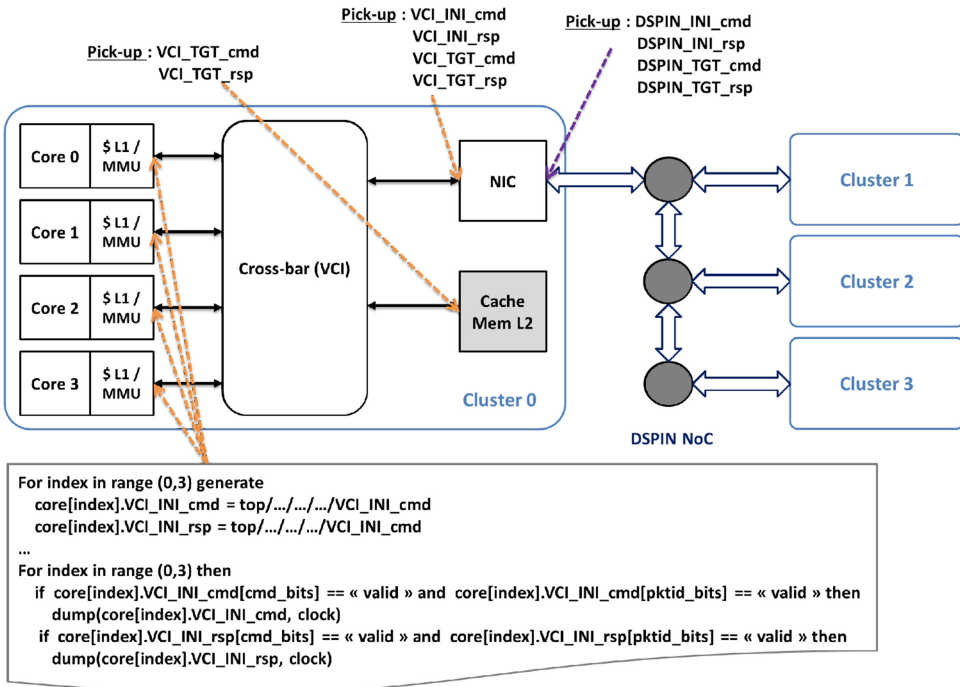 Pick-up : VCI_TGT_cmd
VCI_TGT_rsp
Pick-up : VCI_INI_cmd
VCI_INI_rsp
VCI_TGT_cmd
VCI_TGT_rsp
Pick-up : DSPIN_INI_cmd
DSPIN_INI_rsp
DSPIN_TGT_cmd
DSPIN_TGT_rsp
Core 0
$ L1 /
MMU
Core 1
$ L1 /
MMU
Core 2
$ L1 /
MMU
Core 3
$ L1 /
MMU
Cross-bar (VCI)
NIC
Cache
Mem L2
Cluster 0
Cluster 1
Cluster 2
Cluster 3
DSPIN NoC
For index in range (0,3) generate
core[index].VCI_INI_cmd = top/…/…/…/VCI_INI_cmd
core[index].VCI_INI_rsp = top/…/…/…/VCI_INI_cmd
…
For index in range (0,3) then
if core[index].VCI_INI_cmd[cmd_bits] == « valid » and core[index].VCI_INI_cmd[pktid_bits] == « valid » then
dump(core[index].VCI_INI_cmd, clock)
if core[index].VCI_INI_rsp[cmd_bits] == « valid » and core[index].VCI_INI_rsp[pktid_bits] == « valid » then
dump(core[index].VCI_INI_rsp, clock)